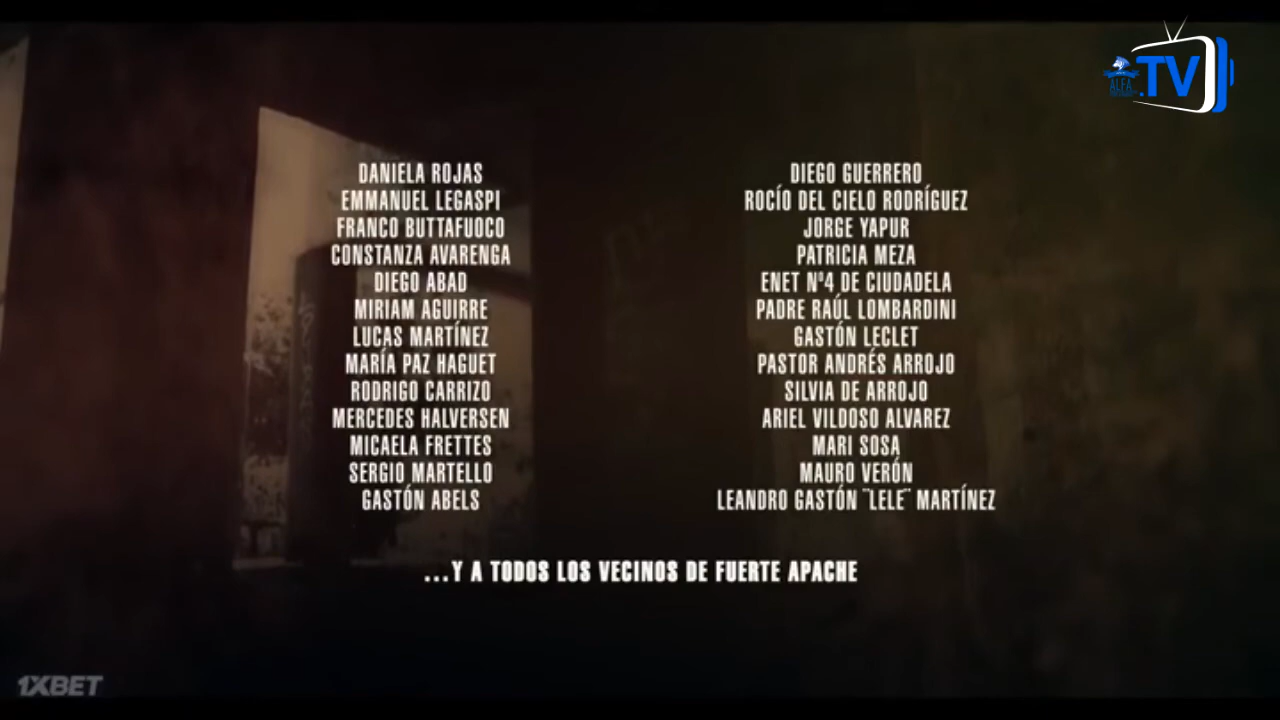 ALFA
.TV
DANIELA ROJAS
EMMANUEL LEGASPI
FRANCO BUTTAFUOCO
CONSTANZA AVARENGA
DIEGO ABAD
MIRIAM AGUIRRE
LUCAS MARTÍNEZ
MARÍA PAZ HAGUET
RODRIGO CARRIZO
MERCEDES HALVERSEN
MICAELA FRETTES
SERGIO MARTELLO
GASTÓN ABELS
DIEGO GUERRERO
ROCÍO DEL CIELO RODRÍGUEZ
JORGE YAPUR
PATRICIA MEZA
ENET Nº4 DE CIUDADELA
PADRE RAÚL LOMBARDINI
GASTÓN LECLET
PASTOR ANDRÉS ARROJO
SILVIA DE ARROJO
ARIEL VILDOSO ALVAREZ
MARI SOSA
MAURO VERÓN
LEANDRO GASTÓN ¨LELE¨ MARTÍNEZ
...Y A TODOS LOS VECINOS DE FUERTE APACHE
1XBET